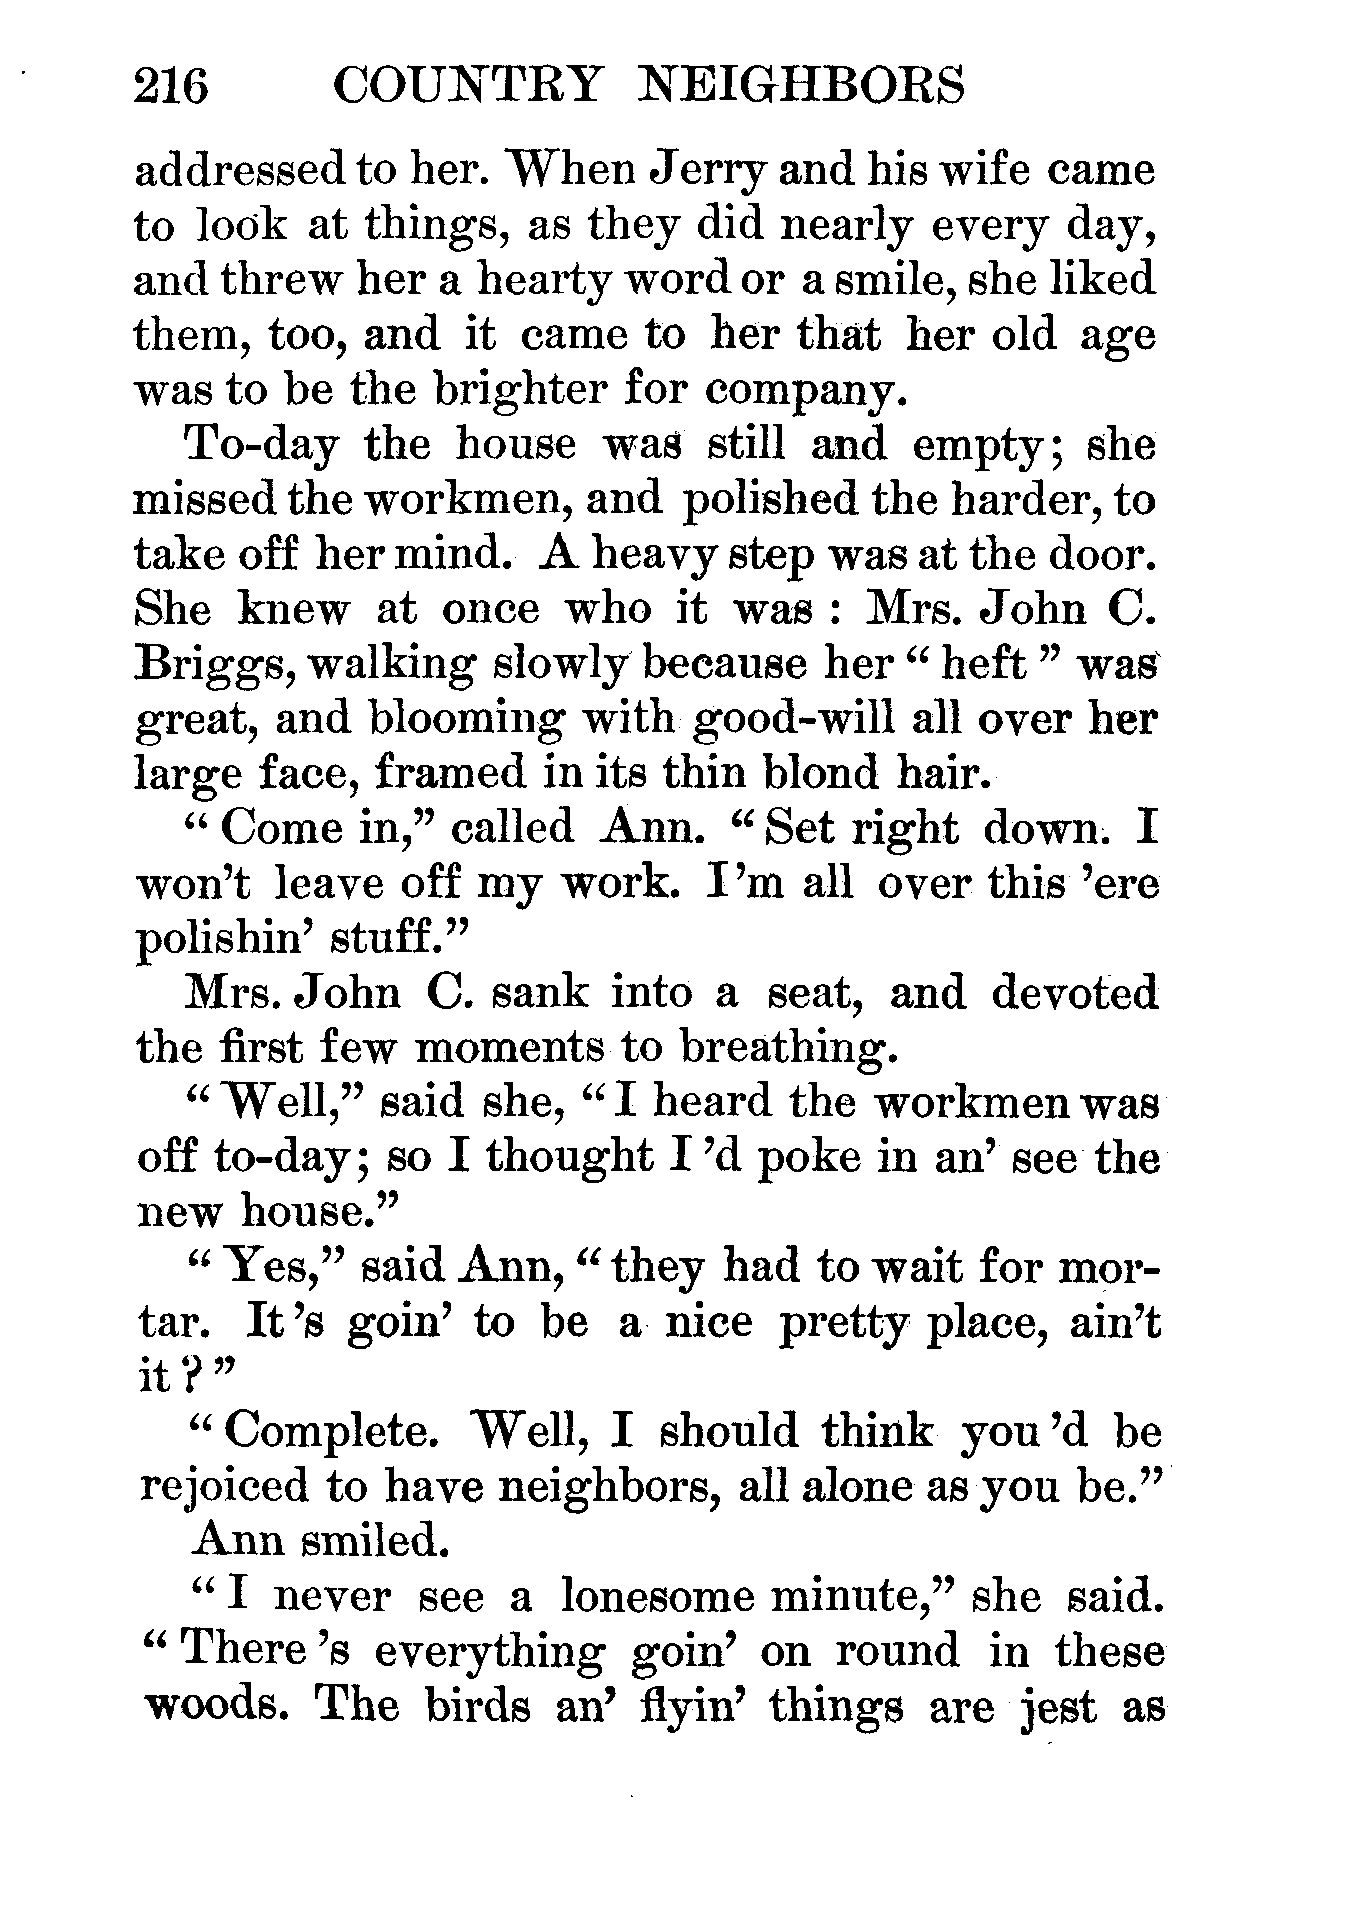 216 COUNTRY NEIGHBORS
addressed to her. When Jerry and his wife came
to look at things, as they did nearly every day,
and threw her a hearty word or a smile, she liked
them, too, and it came to her that her old age
was to be the brighter for company.
To-day the house was still and empty; she
missed the workmen, and polished the harder, to
take off her mind. A heavy step was at the door.
She knew at once who it was : Mrs. John C.
Briggs, walking slowly because her “ heft ” was
great, and blooming with good-will all over her
large face, framed in its thin blond hair.
“ Come in,” called Ann. “ Set right down. I
won’t leave off my work. I ’m all over this ’ere
polishin’ stuff.”
Mrs. John C. sank into a seat, and devoted
the first few moments to breathing.
“ Well,” said she, “ I heard the workmen was
off to-day; so I thought I ’d poke in an’ see the
new house.”
“ Yes,” said Ann, “ they had to wait for mor-
tar. It ’s goin’ to be a nice pretty place, ain’t
it ? ”
“ Complete. Well, I should think you ’d be
rejoiced to have neighbors, all alone as you be.”
Ann smiled.
“ I never see a lonesome minute,” she said.
“ There ’s everything goin’ on round in these
woods. The birds an’ flyin’ things are jest as